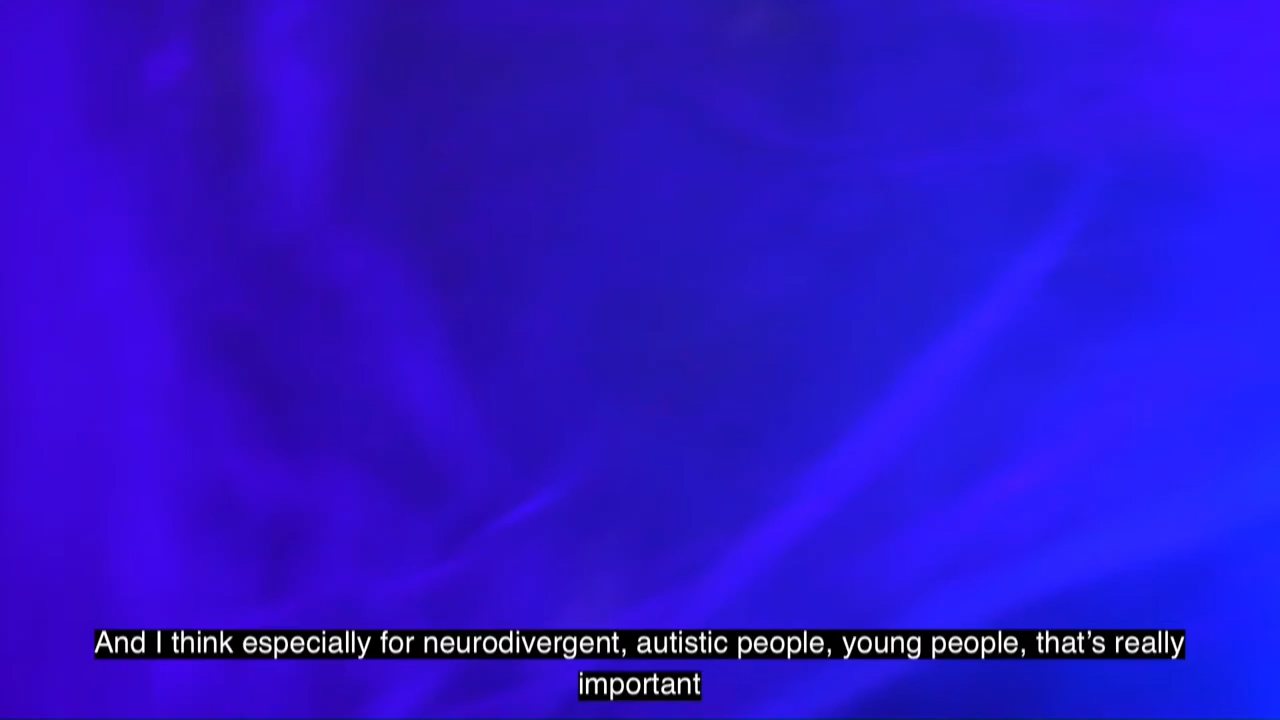 And I think especially for neurodivergent, autistic people, young people, that’s really
important